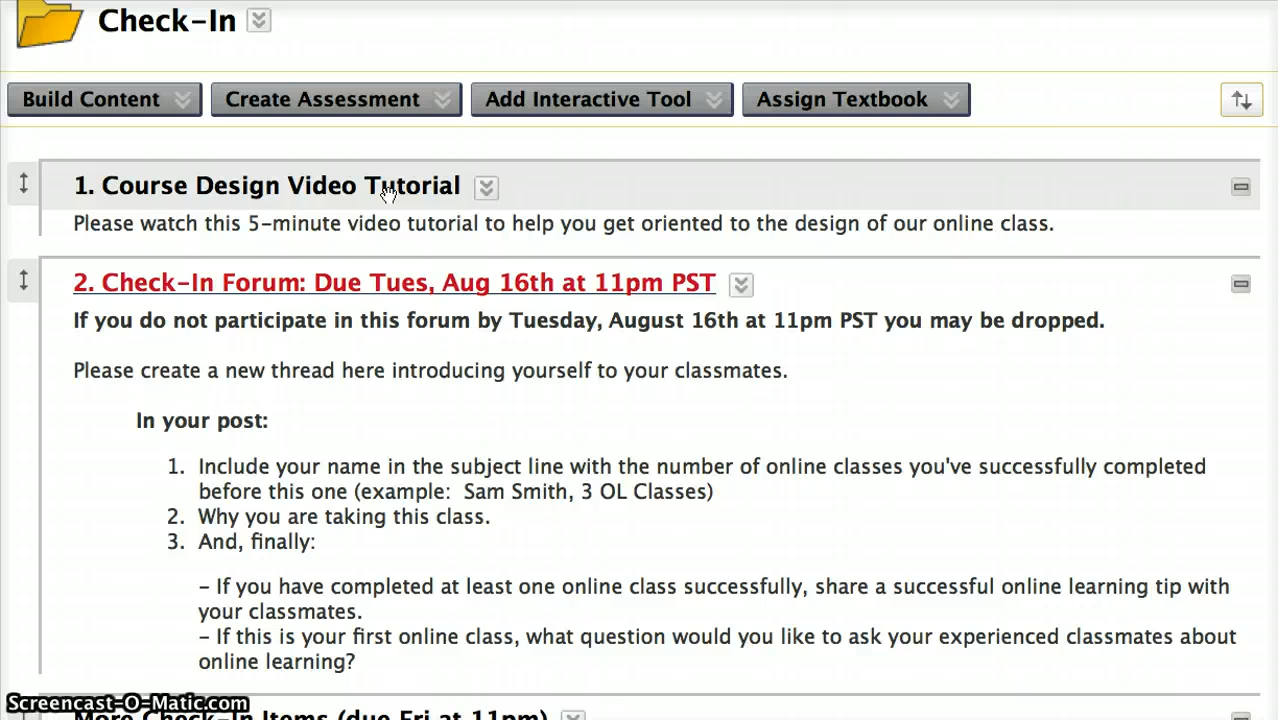 Check-In
Build Content
Create Assessment
Add Interactive Tool
Assign Textbook
1. Course Design Video Tutorial
Please watch this 5-minute video tutorial to help you get oriented to the design of our online class.
2. Check-In Forum: Due Tues, Aug 16th at 11pm PST
If you do not participate in this forum by Tuesday, August 16th at 11pm PST you may be dropped.
Please create a new thread here introducing yourself to your classmates.
In your post:
1. Include your name in the subject line with the number of online classes you've successfully completed
before this one (example: Sam Smith, 3 OL Classes)
2. Why you are taking this class.
3. And, finally:
- If you have completed at least one online class successfully, share a successful online learning tip with
your classmates.
- If this is your first online class, what question would you like to ask your experienced classmates about
online learning?
Screencast-O-Matic.com
More Check-In Items (due Fri at 11pm)